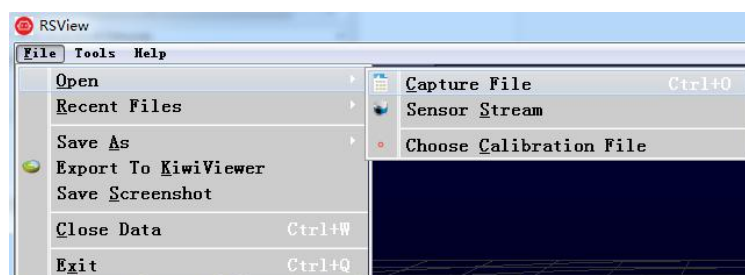 RSView
File Tools Help
Open
Recent Files
Save As
Export To KiwiViewer
Save Screenshot
Close Data Ctrl+W
Exit Ctrl+Q
Capture File Ctrl+O
Sensor Stream
Choose Calibration File